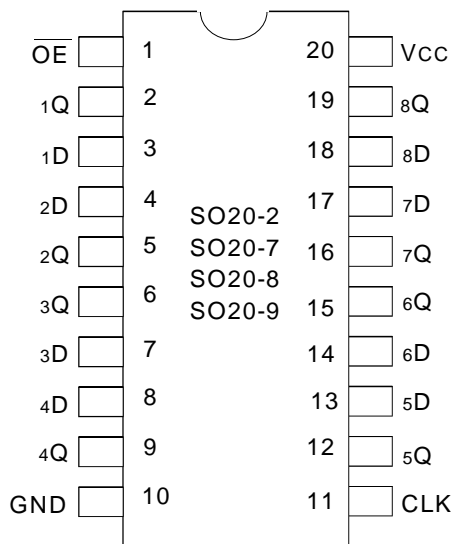 O̅E̅ 1 20 VCC
1Q 2 19 8Q
1D 3 18 8D
2D 4 17 7D
SO20-2
2Q 5 16 7Q
SO20-7
SO20-8
3Q 6 15 6Q
SO20-9
3D 7 14 6D
4D 8 13 5D
4Q 9 12 5Q
GND 10 11 CLK